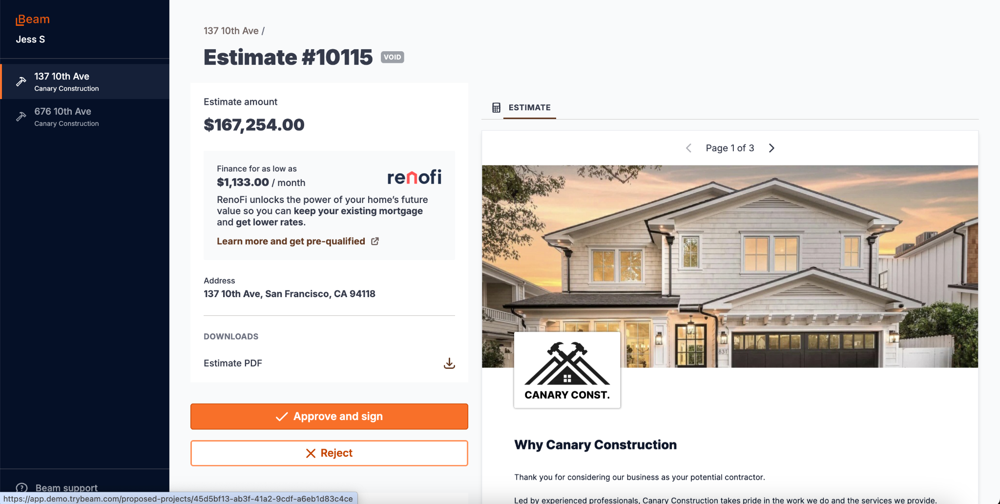 Beam
Jess S
137 10th Ave
Canary Construction
676 10th Ave
Canary Construction
Beam support
https://app.demo.trybeam.com/proposed-projects/45d5bf13-ab3f-41a2-9cdf-a6eb1d83c4ce
137 10th Ave /
Estimate #10115 VOID
Estimate amount
$167,254.00
Finance for as low as
$1,133.00 / month
renofi
RenoFi unlocks the power of your home’s future
value so you can keep your existing mortgage
and get lower rates.
Learn more and get pre-qualified
Address
137 10th Ave, San Francisco, CA 94118
DOWNLOADS
Estimate PDF
Approve and sign
Reject
ESTIMATE
Page 1 of 3
831
CANARY CONST.
Why Canary Construction
Thank you for considering our business as your potential contractor.
Led by experienced professionals, Canary Construction takes pride in the work we do and the services we provide.